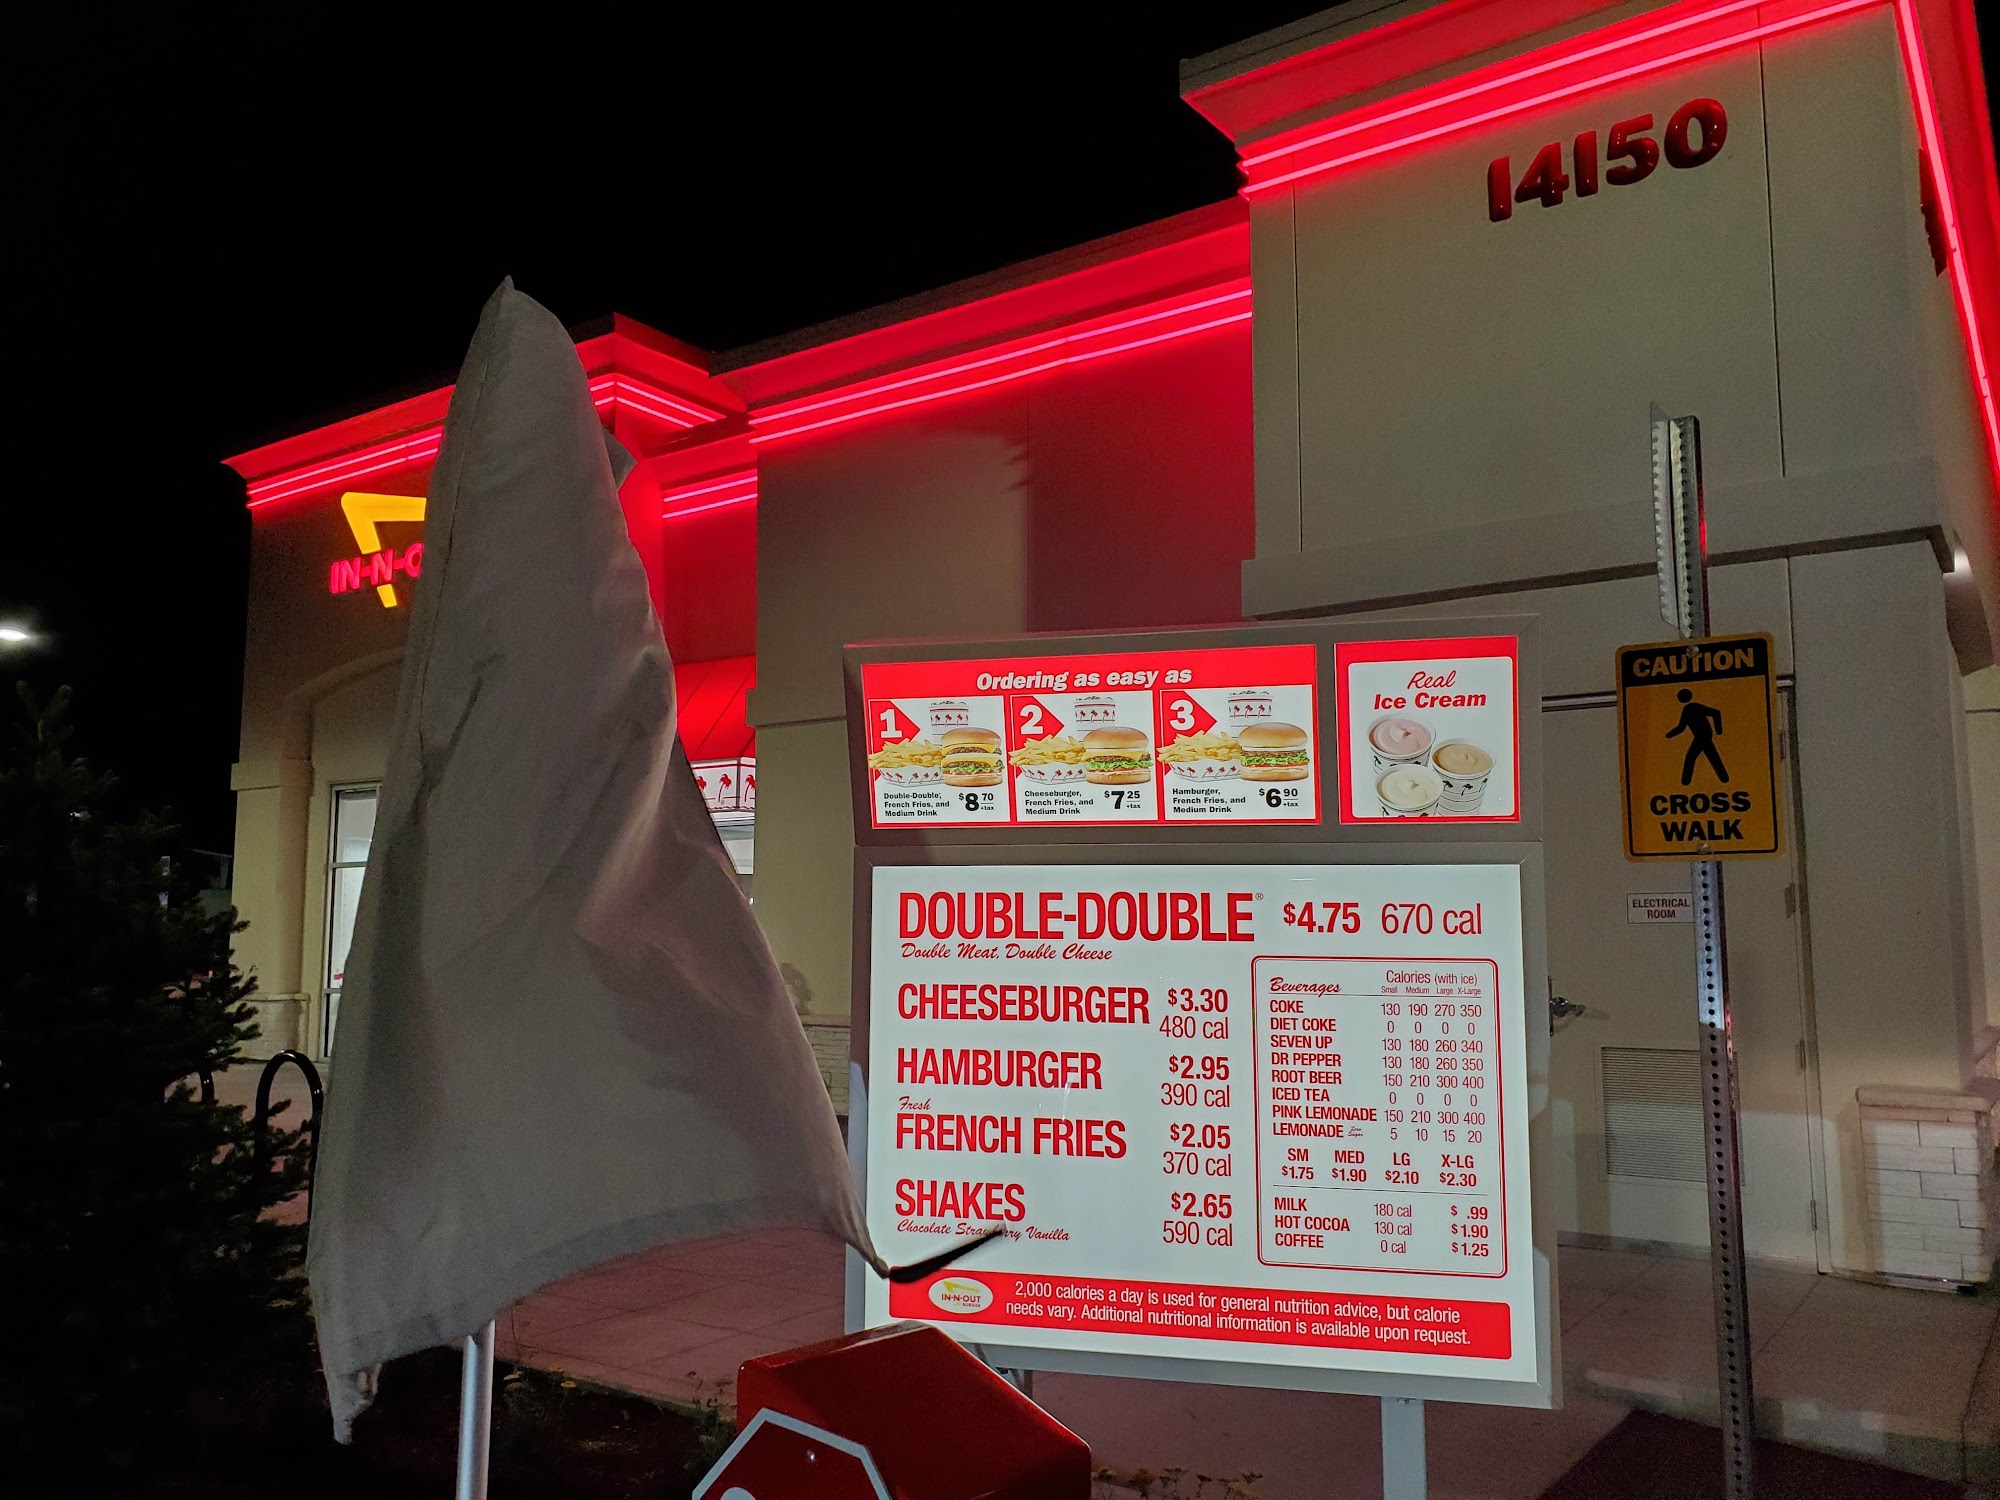 14150
IN-N-O
Ordering as easy as
1
Double-Double®,
French Fries, and
Medium Drink
$8 70
+tax
2
Cheeseburger,
French Fries, and
Medium Drink
$7 25
+tax
3
Hamburger,
French Fries, and
Medium Drink
$6 90
+tax
Real
Ice Cream
CAUTION
CROSS
WALK
ELECTRICAL
ROOM
DOUBLE-DOUBLE® $4.75 670 cal
Double Meat, Double Cheese
CHEESEBURGER $3.30
480 cal
HAMBURGER $2.95
390 cal
Fresh
FRENCH FRIES $2.05
370 cal
SHAKES $2.65
Chocolate Strawberry Vanilla 590 cal
Beverages Calories (with ice)
Small Medium Large X-Large
COKE 130 190 270 350
DIET COKE 0 0 0 0
SEVEN UP 130 180 260 340
DR PEPPER 130 180 260 350
ROOT BEER 150 210 300 400
ICED TEA 0 0 0 0
PINK LEMONADE 150 210 300 400
LEMONADE Zero Sugar 5 10 15 20
SM MED LG X-LG
$1.75 $1.90 $2.10 $2.30
MILK 180 cal $ .99
HOT COCOA 130 cal $1.90
COFFEE 0 cal $1.25
IN-N-OUT
BURGER
2,000 calories a day is used for general nutrition advice, but calorie
needs vary. Additional nutritional information is available upon request.